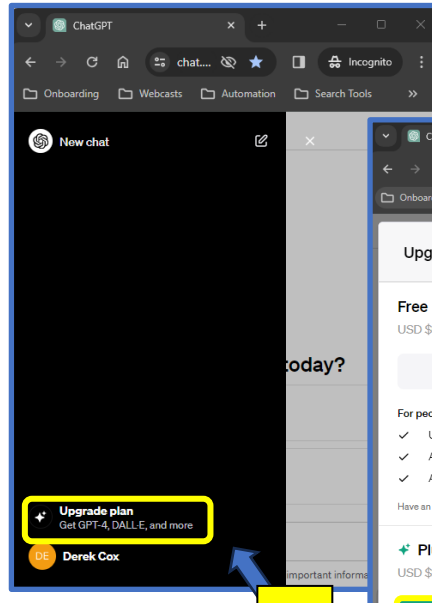 ChatGPT
chat....
Incognito
Onboarding
Webcasts
Automation
Search Tools
New chat
today?
Upgrade plan
Get GPT-4, DALL·E, and more
DE
Derek Cox
important informa
C
Onboar
Upg
Free
USD $
For peo
U
A
A
Have an
Pl
USD $